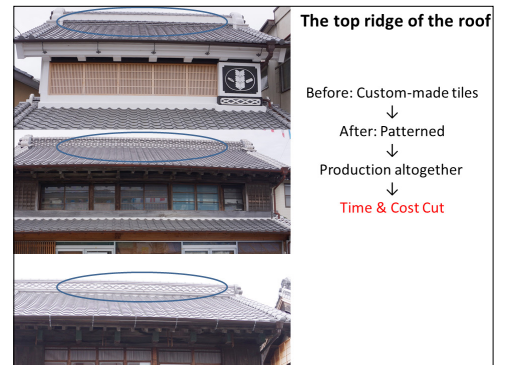 The top ridge of the roof
Before: Custom-made tiles
↓
After: Patterned
↓
Production altogether
↓
Time & Cost Cut